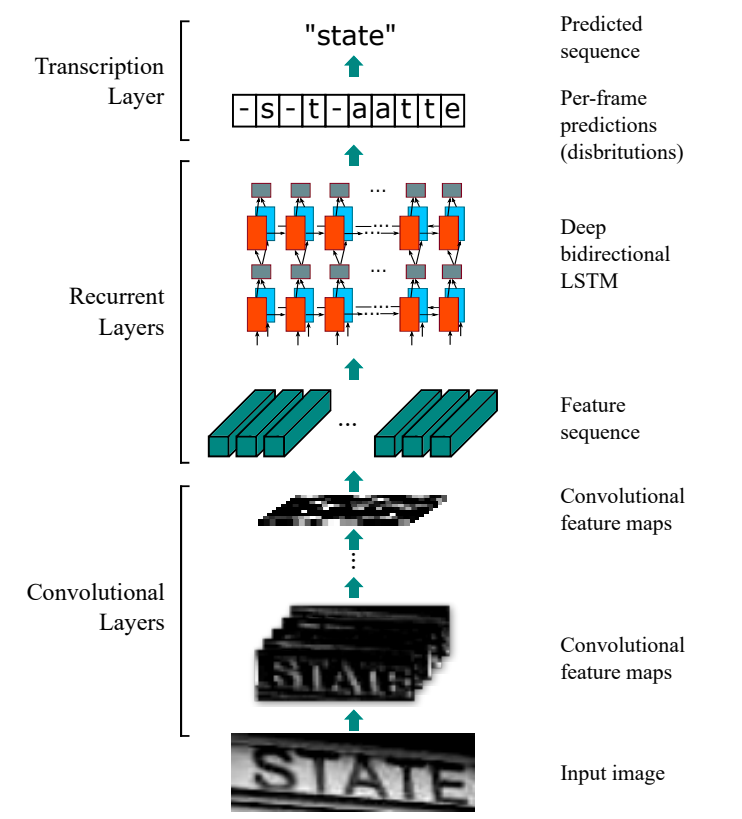 "state"
Predicted
sequence
Transcription
Layer
-s-t-aatte
Per-frame
predictions
(disbritutions)
...
...
Deep
bidirectional
LSTM
...
Recurrent
Layers
...
...
Feature
sequence
Convolutional
feature maps
...
Convolutional
Layers
STATE
Convolutional
feature maps
STATE
Input image